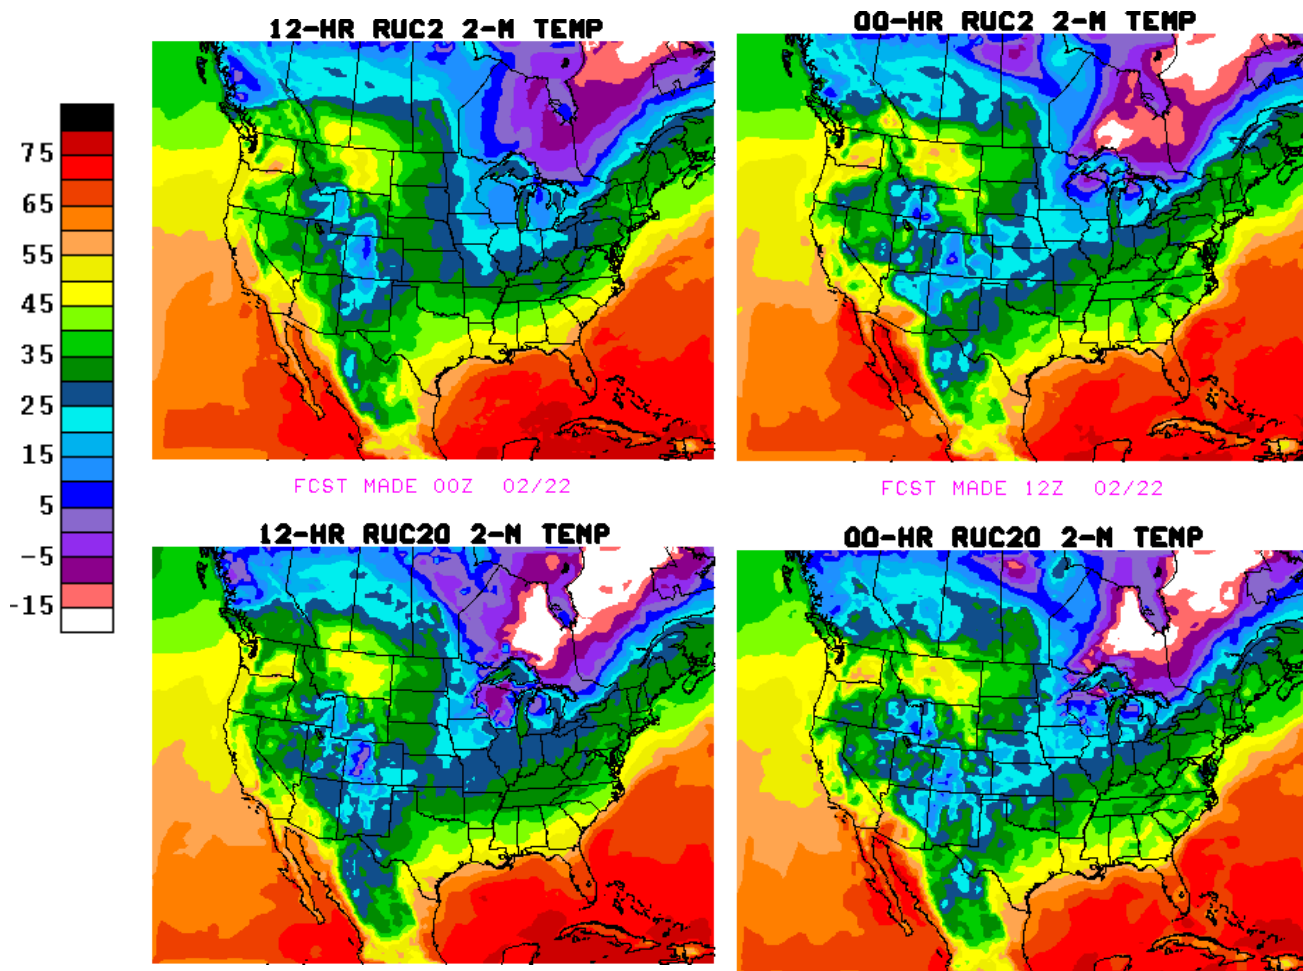 12-HR RUC2 2-M TEMP
00-HR RUC2 2-M TEMP
75
65
55
45
35
25
15
5
-5
-15
FCST MADE 00Z 02/22
FCST MADE 12Z 02/22
12-HR RUC20 2-M TEMP
00-HR RUC20 2-M TEMP